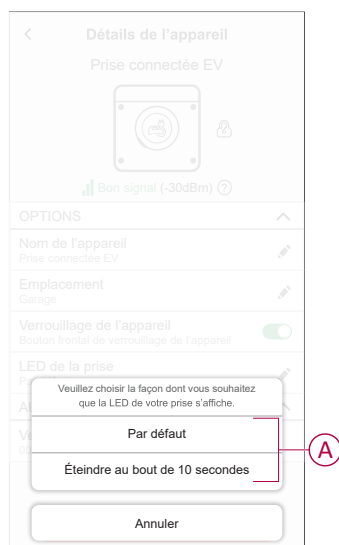 Détails de l'appareil
Prise connectée EV
Bon signal (-30dBm) ?
OPTIONS
Nom de l'appareil
Prise connectée EV
Emplacement
Garage
Verrouillage de l'appareil
Bouton frontal de verrouillage de l'appareil
LED de la prise
Veuillez choisir la façon dont vous souhaitez
que la LED de votre prise s'affiche.
Par défaut
A
Éteindre au bout de 10 secondes
Annuler